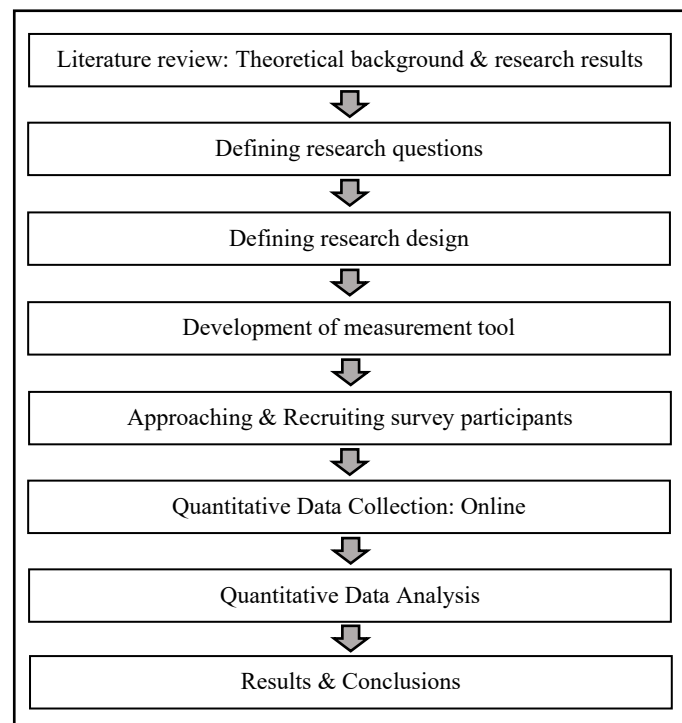 Literature review: Theoretical background & research results
Defining research questions
Defining research design
Development of measurement tool
Approaching & Recruiting survey participants
Quantitative Data Collection: Online
Quantitative Data Analysis
Results & Conclusions